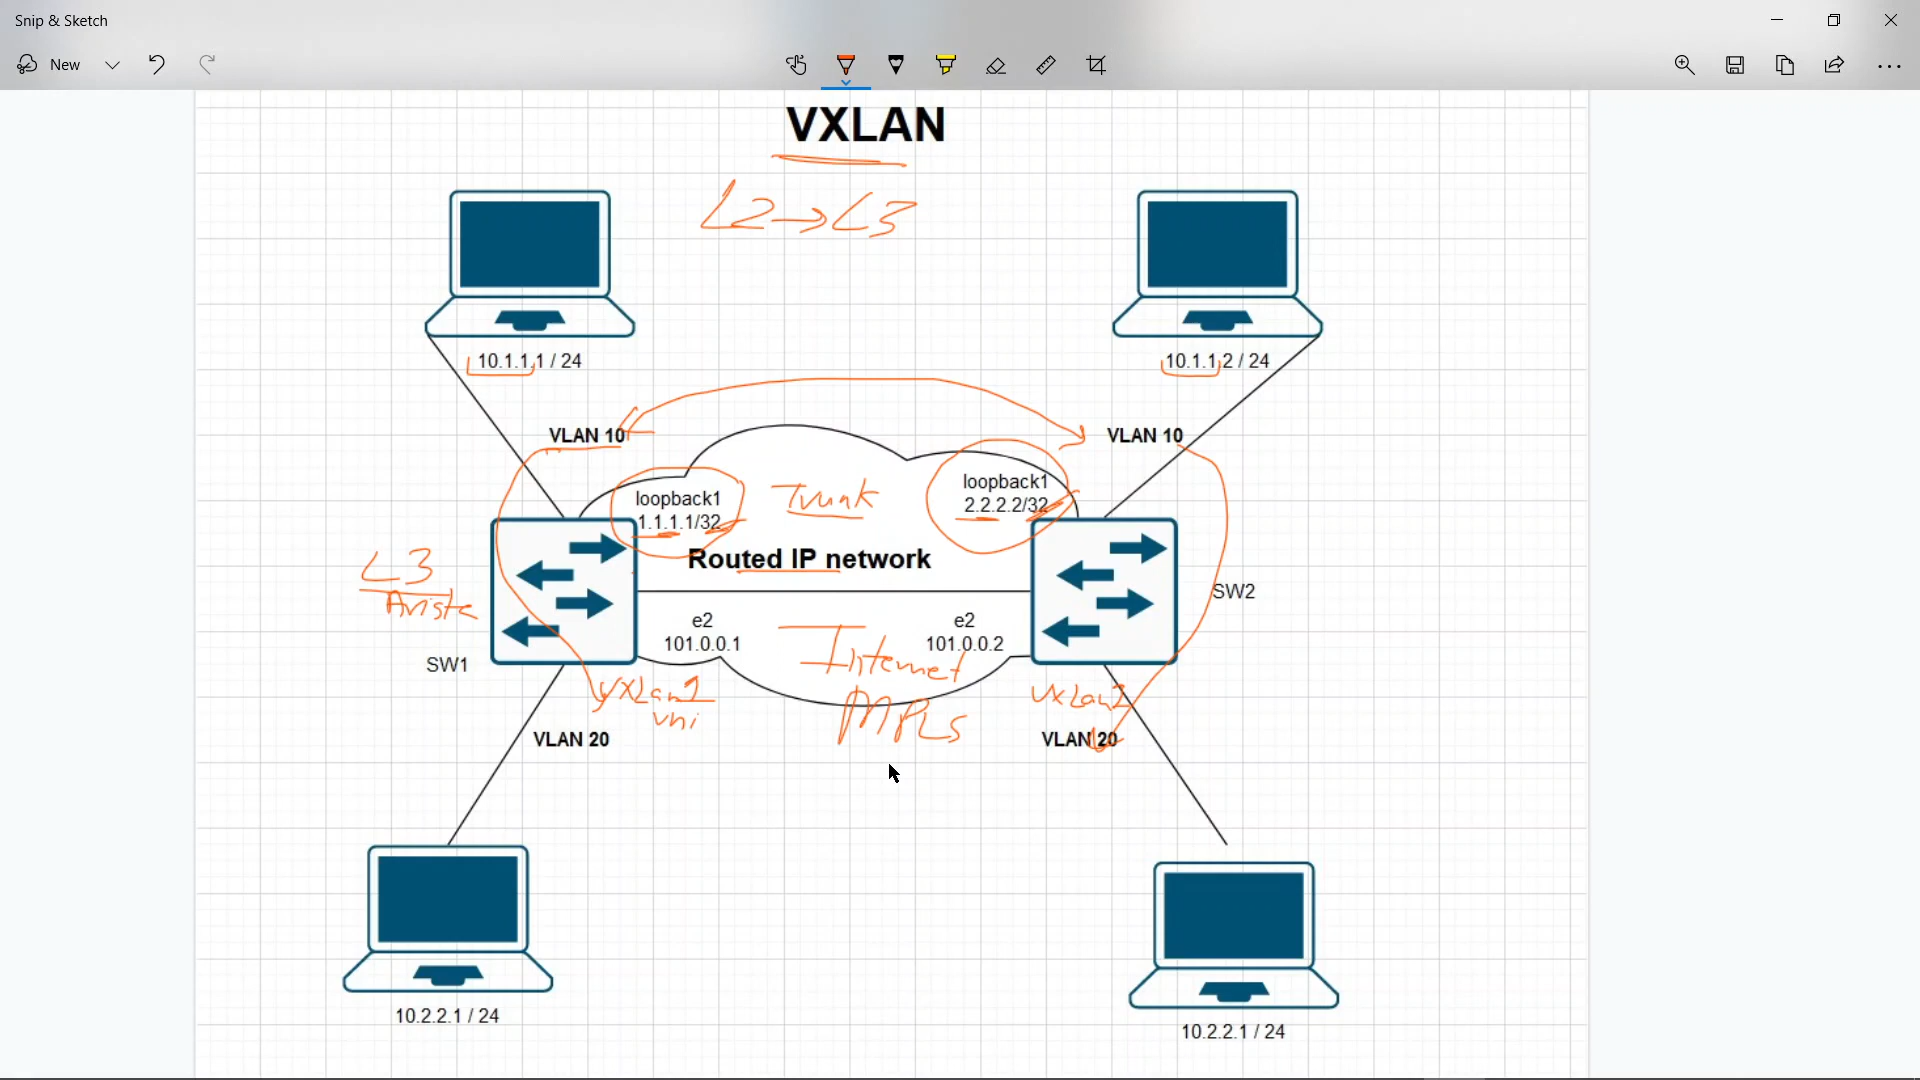 Snip & Sketch
New
VXLAN
L2→L3
10.1.1.1 / 24
10.1.1.2 / 24
VLAN 10
VLAN 10
loopback1
1.1.1.1/32
Trunk
loopback1
2.2.2.2/32
Routed IP network
L3
Arista
SW1
SW2
e2
101.0.0.1
e2
101.0.0.2
Internet
MPLS
VXLan1
vni
VXLan1
VLAN 20
VLAN 20
10.2.2.1 / 24
10.2.2.1 / 24